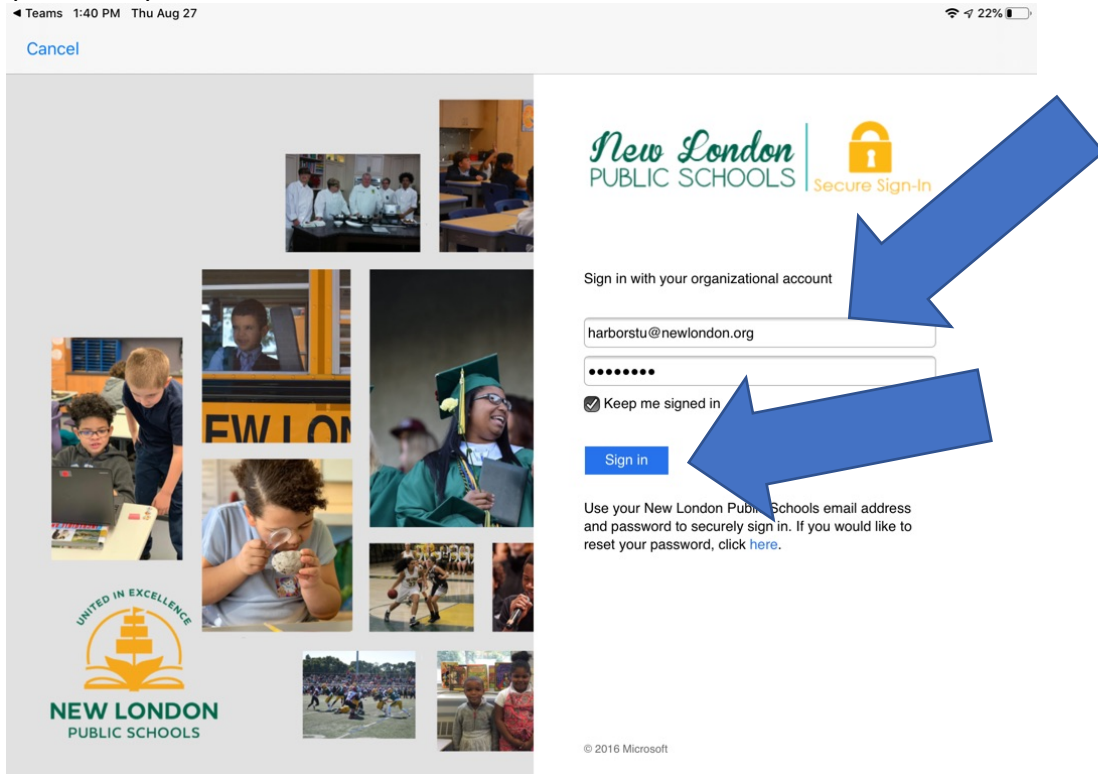 ◄ Teams 1:40 PM Thu Aug 27
22%
Cancel
New London
PUBLIC SCHOOLS
Secure Sign-In
Sign in with your organizational account
harborstu@newlondon.org
●●●●●●●●
Keep me signed in
Sign in
Use your New London Public Schools email address
and password to securely sign in. If you would like to
reset your password, click here.
EW LON
UNITED IN EXCELLENCE
NEW LONDON
PUBLIC SCHOOLS
© 2016 Microsoft